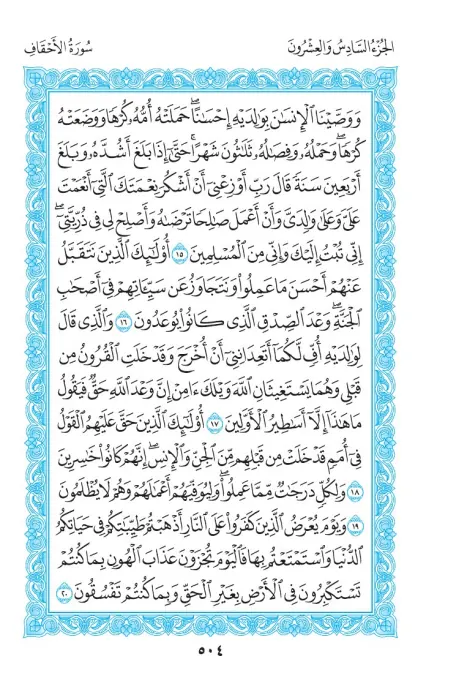 الجُزْءُ السَّادِسُ وَالعِشْرُونَ
سُورَةُ الأَحْقَافِ
وَوَصَّيْنَا ٱلْإِنسَٰنَ بِوَٰلِدَيْهِ إِحْسَٰنًا ۖ حَمَلَتْهُ أُمُّهُۥ كُرْهًا وَوَضَعَتْهُ
كُرْهًا ۖ وَحَمْلُهُۥ وَفِصَٰلُهُۥ ثَلَٰثُونَ شَهْرًا ۚ حَتَّىٰٓ إِذَا بَلَغَ أَشُدَّهُۥ وَبَلَغَ
أَرْبَعِينَ سَنَةً قَالَ رَبِّ أَوْزِعْنِىٓ أَنْ أَشْكُرَ نِعْمَتَكَ ٱلَّتِىٓ أَنْعَمْتَ
عَلَىَّ وَعَلَىٰ وَٰلِدَىَّ وَأَنْ أَعْمَلَ صَٰلِحًا تَرْضَىٰهُ وَأَصْلِحْ لِى فِى ذُرِّيَّتِىٓ ۖ
إِنِّى تُبْتُ إِلَيْكَ وَإِنِّى مِنَ ٱلْمُسْلِمِينَ ١٥ أُو۟لَٰٓئِكَ ٱلَّذِينَ نَتَقَبَّلُ
عَنْهُمْ أَحْسَنَ مَا عَمِلُوا۟ وَنَتَجَاوَزُ عَن سَيِّـَٔاتِهِمْ فِىٓ أَصْحَٰبِ
ٱلْجَنَّةِ ۖ وَعْدَ ٱلصِّدْقِ ٱلَّذِى كَانُوا۟ يُوعَدُونَ ١٦ وَٱلَّذِى قَالَ
لِوَٰلِدَيْهِ أُفٍّ لَّكُمَآ أَتَعِدَانِنِىٓ أَنْ أُخْرَجَ وَقَدْ خَلَتِ ٱلْقُرُونُ مِن
قَبْلِى وَهُمَا يَسْتَغِيثَانِ ٱللَّهَ وَيْلَكَ ءَامِنْ إِنَّ وَعْدَ ٱللَّهِ حَقٌّ فَيَقُولُ
مَا هَٰذَآ إِلَّآ أَسَٰطِيرُ ٱلْأَوَّلِينَ ١٧ أُو۟لَٰٓئِكَ ٱلَّذِينَ حَقَّ عَلَيْهِمُ ٱلْقَوْلُ
فِىٓ أُمَمٍ قَدْ خَلَتْ مِن قَبْلِهِم مِّنَ ٱلْجِنِّ وَٱلْإِنسِ ۖ إِنَّهُمْ كَانُوا۟ خَٰسِرِينَ
١٨ وَلِكُلٍّ دَرَجَٰتٌ مِّمَّا عَمِلُوا۟ ۖ وَلِيُوَفِّيَهُمْ أَعْمَٰلَهُمْ وَهُمْ لَا يُظْلَمُونَ
١٩ وَيَوْمَ يُعْرَضُ ٱلَّذِينَ كَفَرُوا۟ عَلَى ٱلنَّارِ أَذْهَبْتُمْ طَيِّبَٰتِكُمْ فِى حَيَاتِكُمُ
ٱلدُّنْيَا وَٱسْتَمْتَعْتُم بِهَا فَٱلْيَوْمَ تُجْزَوْنَ عَذَابَ ٱلْهُونِ بِمَا كُنتُمْ
تَسْتَكْبِرُونَ فِى ٱلْأَرْضِ بِغَيْرِ ٱلْحَقِّ وَبِمَا كُنتُمْ تَفْسُقُونَ ٢٠
٥٠٤